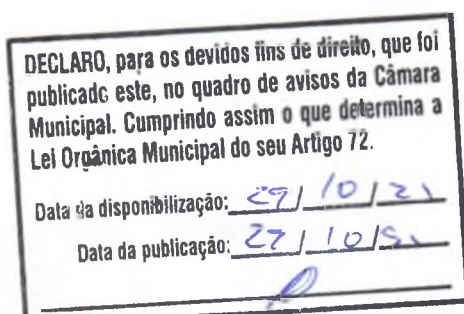 DECLARO, para os devidos fins de direito, que foi
publicado este, no quadro de avisos da Câmara
Municipal. Cumprindo assim o que determina a
Lei Orgânica Municipal do seu Artigo 72.
Data da disponibilização: 27/10/21
Data da publicação: 27/10/